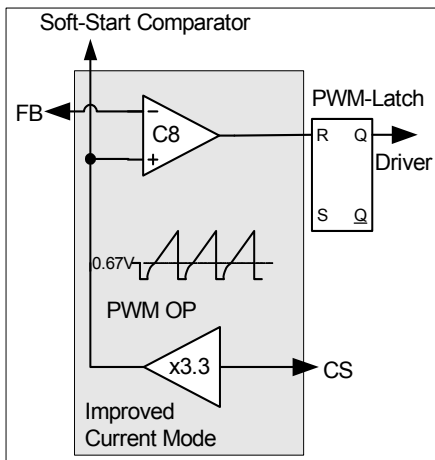 Soft-Start Comparator
FB
PWM-Latch
−
C8
+
R Q
Driver
S Q
0.67V
PWM OP
x3.3
CS
Improved
Current Mode